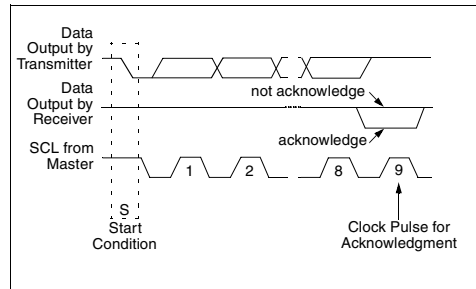 Data
Output by
Transmitter
Data
Output by
Receiver
not acknowledge
acknowledge
SCL from
Master
1 2 8 9
S
Start
Condition
Clock Pulse for
Acknowledgment